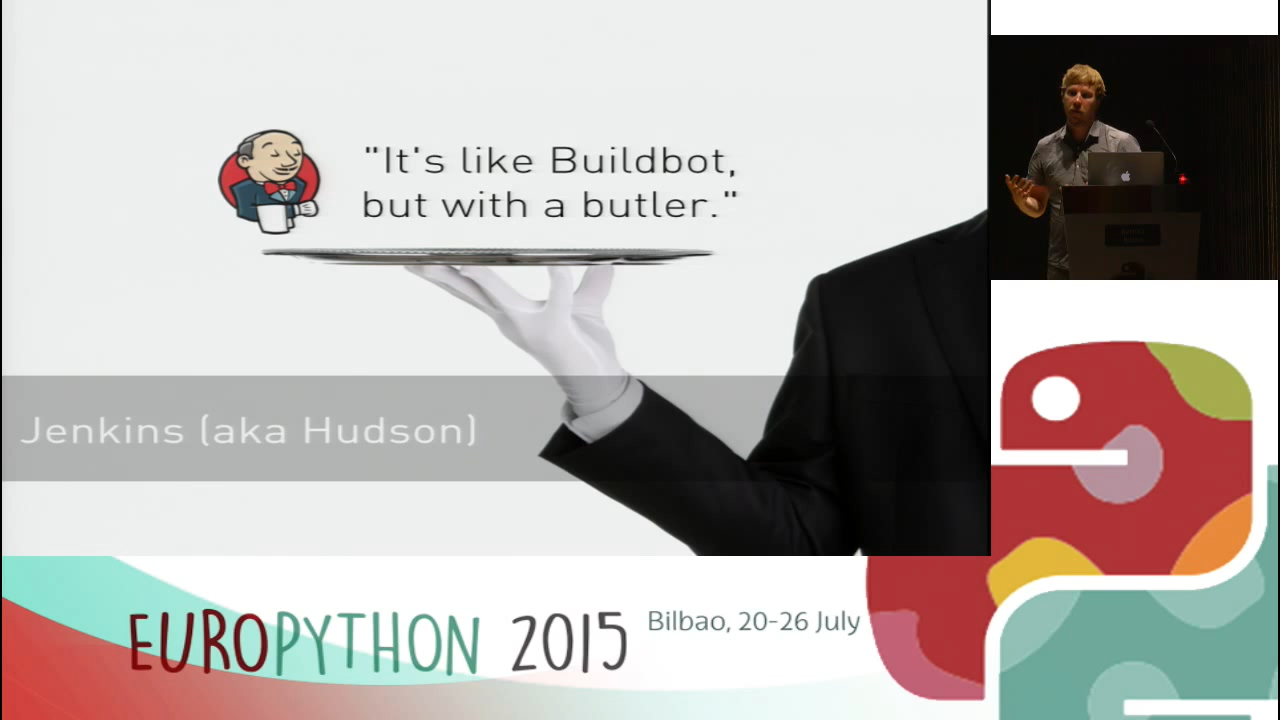 "It's like Buildbot,
but with a butler."
Jenkins (aka Hudson)
EUROPYTHON 2015
Bilbao, 20-26 July